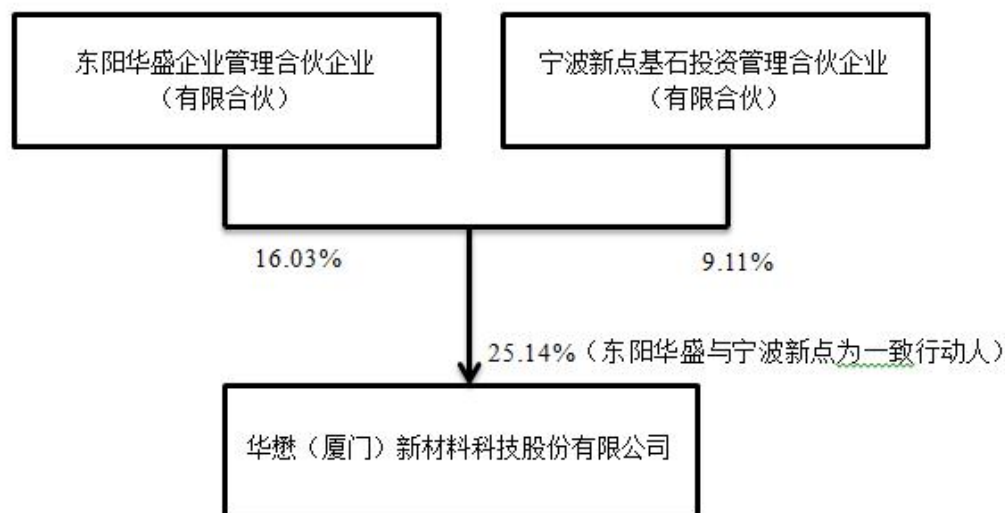 东阳华盛企业管理合伙企业
（有限合伙）
宁波新点基石投资管理合伙企业
（有限合伙）
16.03%
9.11%
25.14%（东阳华盛与宁波新点为一致行动人）
华懋（厦门）新材料科技股份有限公司